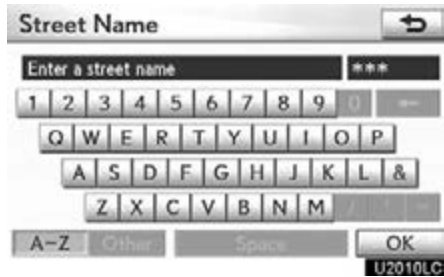 Street Name
Enter a street name ***
1 2 3 4 5 6 7 8 9 0
Q W E R T Y U I O P
A S D F G H J K L &
Z X C V B N M / ' -
A-Z Other Space OK
U2010LC